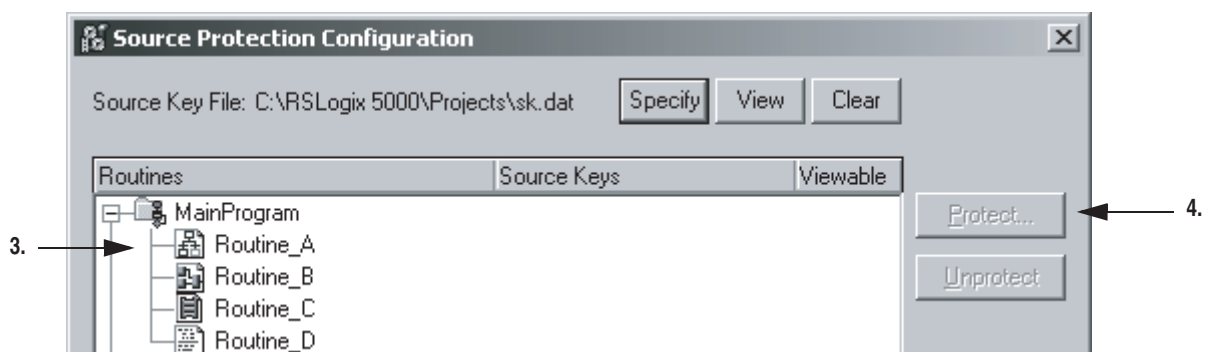 Source Protection Configuration
Source Key File: C:\RSLogix 5000\Projects\sk.dat Specify View Clear
Routines Source Keys Viewable
MainProgram Protect... 4.
3. Routine_A
Routine_B Unprotect
Routine_C
Routine_D